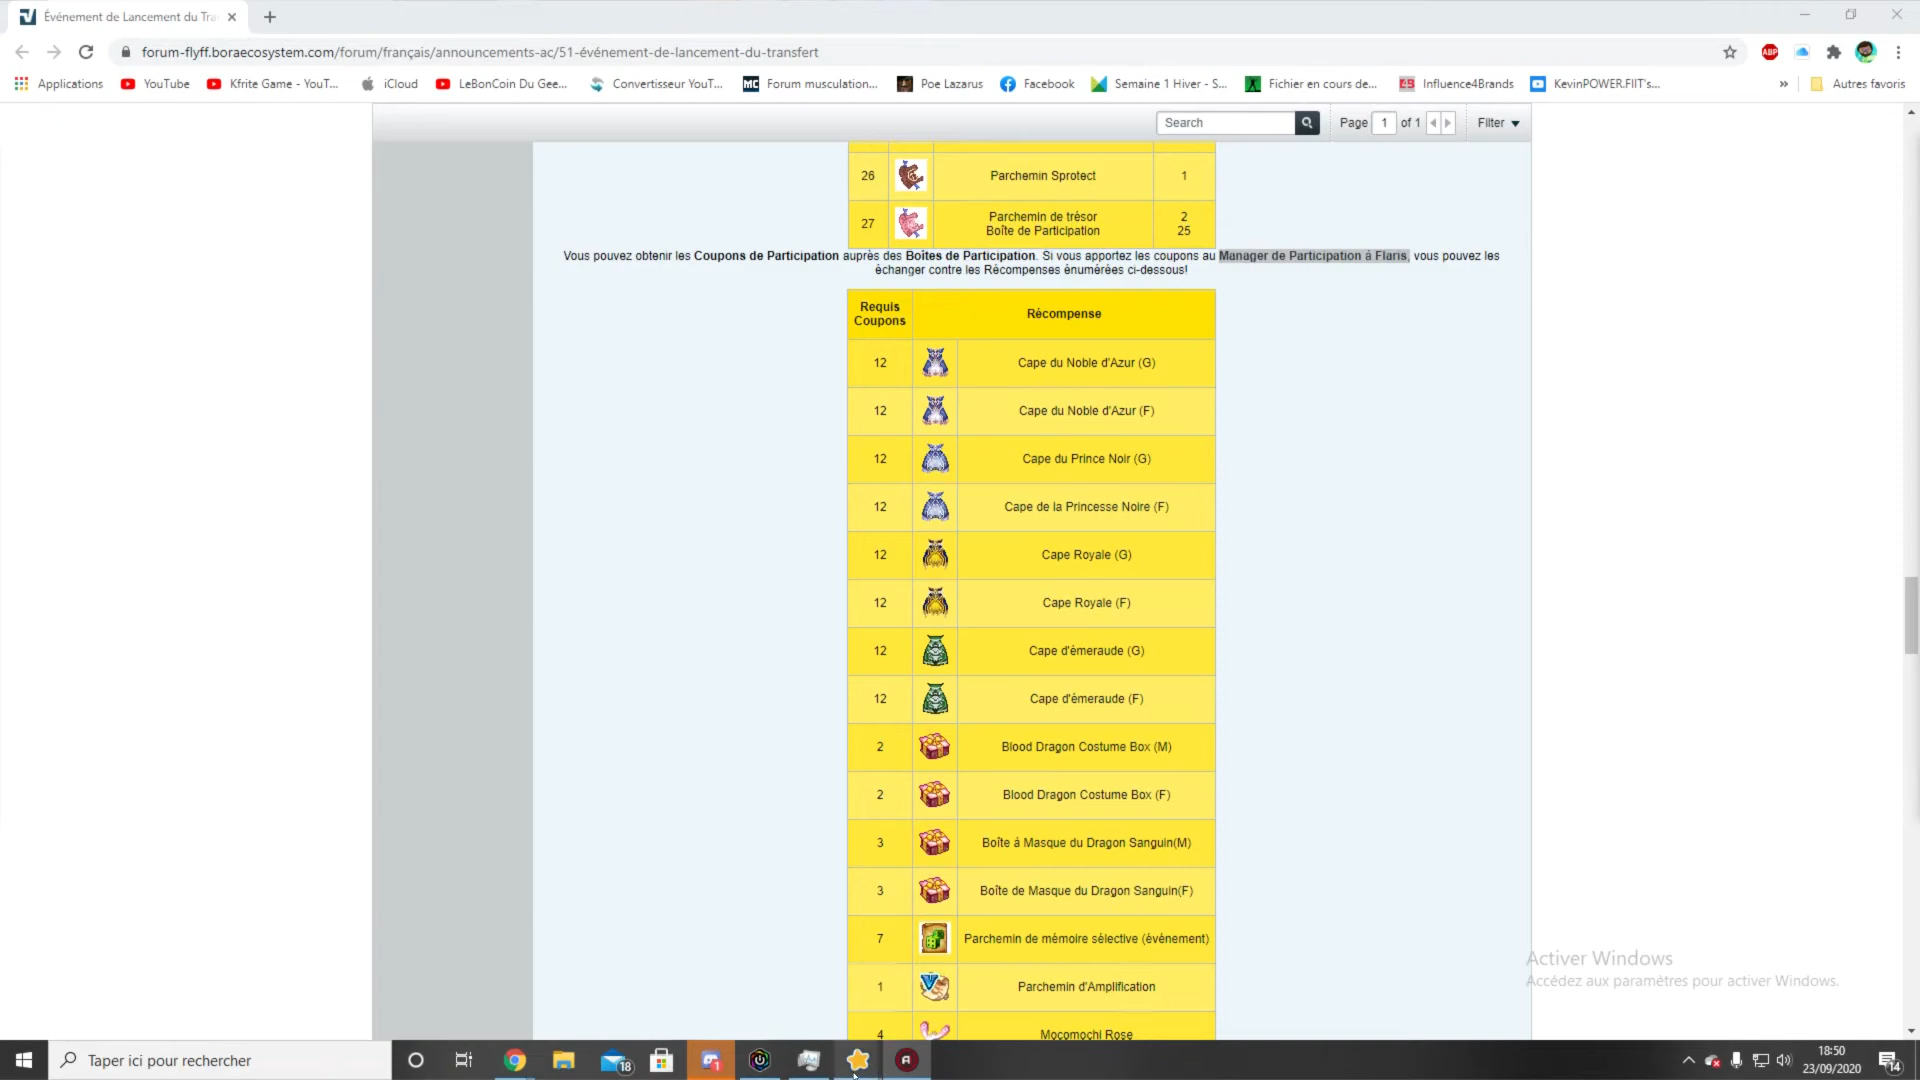 Événement de Lancement du Tra
forum-flyff.boraecosystem.com/forum/français/announcements-ac/51-événement-de-lancement-du-transfert
ABP
Applications
YouTube
Kfrite Game - YouT...
iCloud
LeBonCoin Du Gee...
Convertisseur YouT...
MC Forum musculation...
Poe Lazarus
Facebook
Semaine 1 Hiver - S...
Fichier en cours de...
Influence4Brands
KevinPOWER.FIIT's...
»
Autres favoris
Search
Page 1 of 1
Filter
26 Parchemin Sprotect 1
27 Parchemin de trésor 2
Boîte de Participation 25
Vous pouvez obtenir les Coupons de Participation auprès des Boîtes de Participation. Si vous apportez les coupons au Manager de Participation à Flaris, vous pouvez les
échanger contre les Récompenses énumérées ci-dessous!
Requis Coupons Récompense
12 Cape du Noble d'Azur (G)
12 Cape du Noble d'Azur (F)
12 Cape du Prince Noir (G)
12 Cape de la Princesse Noire (F)
12 Cape Royale (G)
12 Cape Royale (F)
12 Cape d'émeraude (G)
12 Cape d'émeraude (F)
2 Blood Dragon Costume Box (M)
2 Blood Dragon Costume Box (F)
3 Boîte à Masque du Dragon Sanguin(M)
3 Boîte de Masque du Dragon Sanguin(F)
7 Parchemin de mémoire sélective (événement)
1 Parchemin d'Amplification
4 Moçomochi Rose
Activer Windows
Accédez aux paramètres pour activer Windows.
Taper ici pour rechercher
18
1
18:50
23/09/2020
14